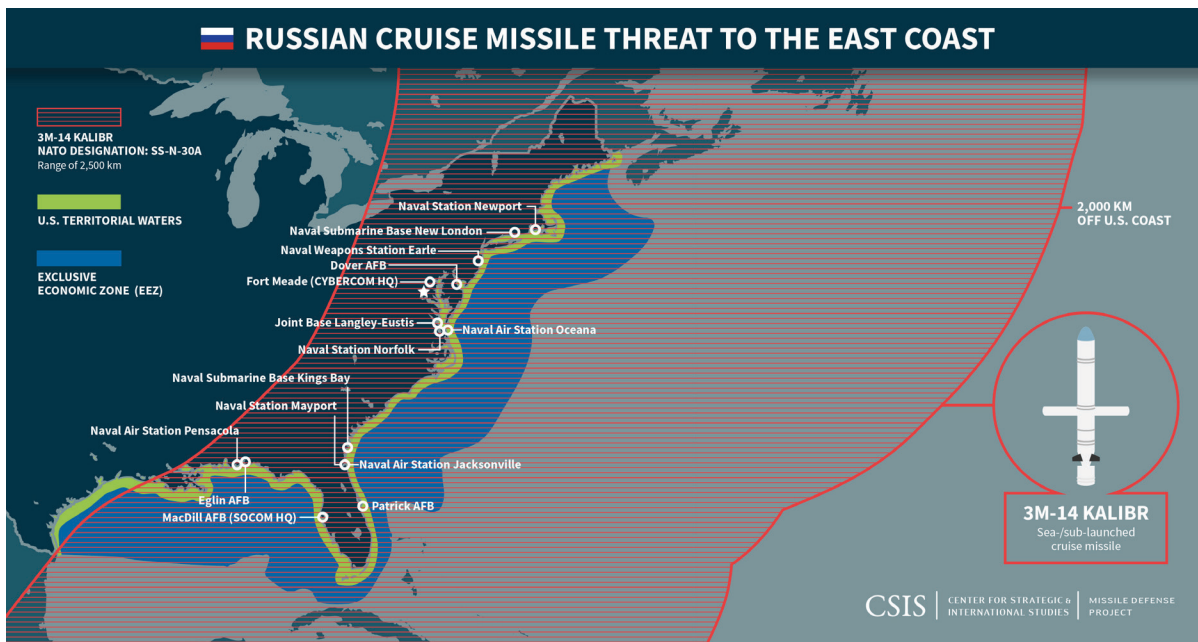 RUSSIAN CRUISE MISSILE THREAT TO THE EAST COAST
3M-14 KALIBR
NATO DESIGNATION: SS-N-30A
Range of 2,500 km
U.S. TERRITORIAL WATERS
EXCLUSIVE
ECONOMIC ZONE (EEZ)
Naval Station Newport
Naval Submarine Base New London
Naval Weapons Station Earle
Dover AFB
Fort Meade (CYBERCOM HQ)
Joint Base Langley-Eustis
Naval Air Station Oceana
Naval Station Norfolk
Naval Submarine Base Kings Bay
Naval Station Mayport
Naval Air Station Pensacola
Naval Air Station Jacksonville
Eglin AFB
MacDill AFB (SOCOM HQ)
Patrick AFB
2,000 KM
OFF U.S. COAST
3M-14 KALIBR
Sea-/sub-launched
cruise missile
CSIS
CENTER FOR STRATEGIC &
INTERNATIONAL STUDIES
MISSILE DEFENSE
PROJECT